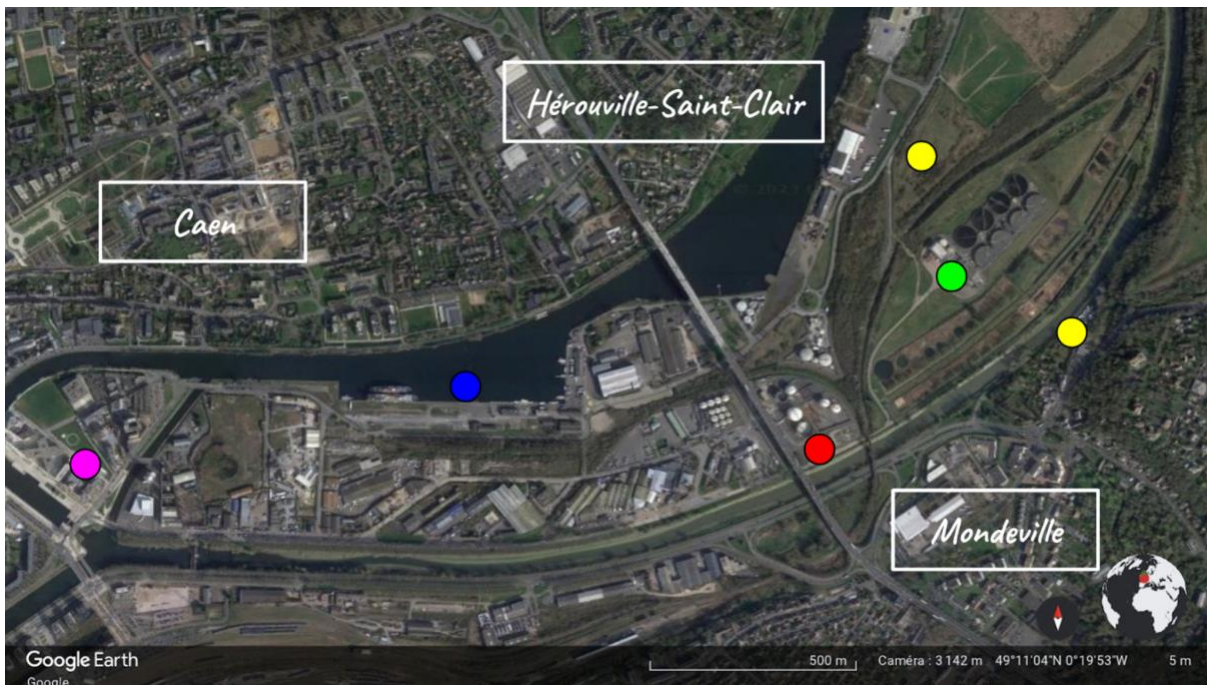 Hérouville-Saint-Clair
Caen
Mondeville
Google Earth
500 m
Caméra : 3 142 m 49°11'04"N 0°19'53"W 5 m
Google